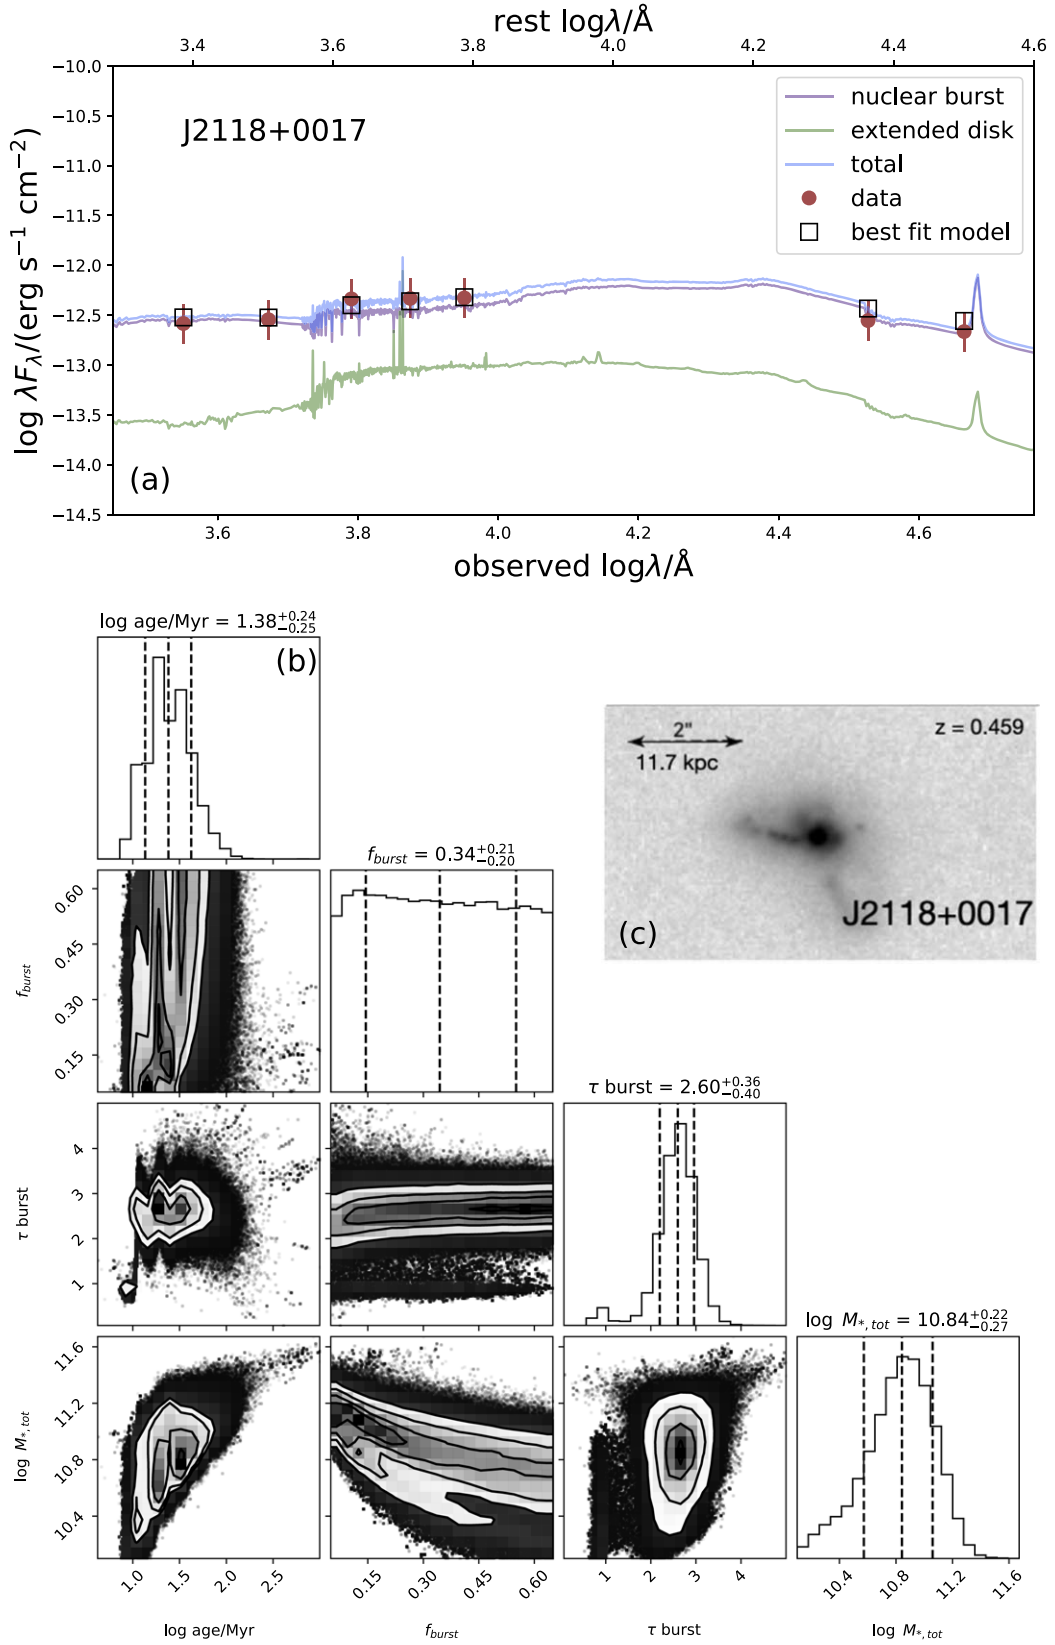 rest logλ/Å
3.4 3.6 3.8 4.0 4.2 4.4 4.6
−10.0
−10.5
−11.0
−11.5
−12.0
−12.5
−13.0
−13.5
−14.0
−14.5
log λF_λ/(erg s⁻¹ cm⁻²)
J2118+0017
nuclear burst
extended disk
total
data
best fit model
(a)
3.6 3.8 4.0 4.2 4.4 4.6
observed logλ/Å
log age/Myr = 1.38^{+0.24}_{−0.25}
(b)
2"
11.7 kpc
z = 0.459
J2118+0017
(c)
f_{burst} = 0.34^{+0.21}_{−0.20}
0.60
0.45
0.30
0.15
f_{burst}
τ burst = 2.60^{+0.36}_{−0.40}
4
3
2
1
τ burst
log M_{*,tot} = 10.84^{+0.22}_{−0.27}
11.6
11.2
10.8
10.4
log M_{*,tot}
1.0 1.5 2.0 2.5
log age/Myr
0.15 0.30 0.45 0.60
f_{burst}
1 2 3 4
τ burst
10.4 10.8 11.2 11.6
log M_{*,tot}